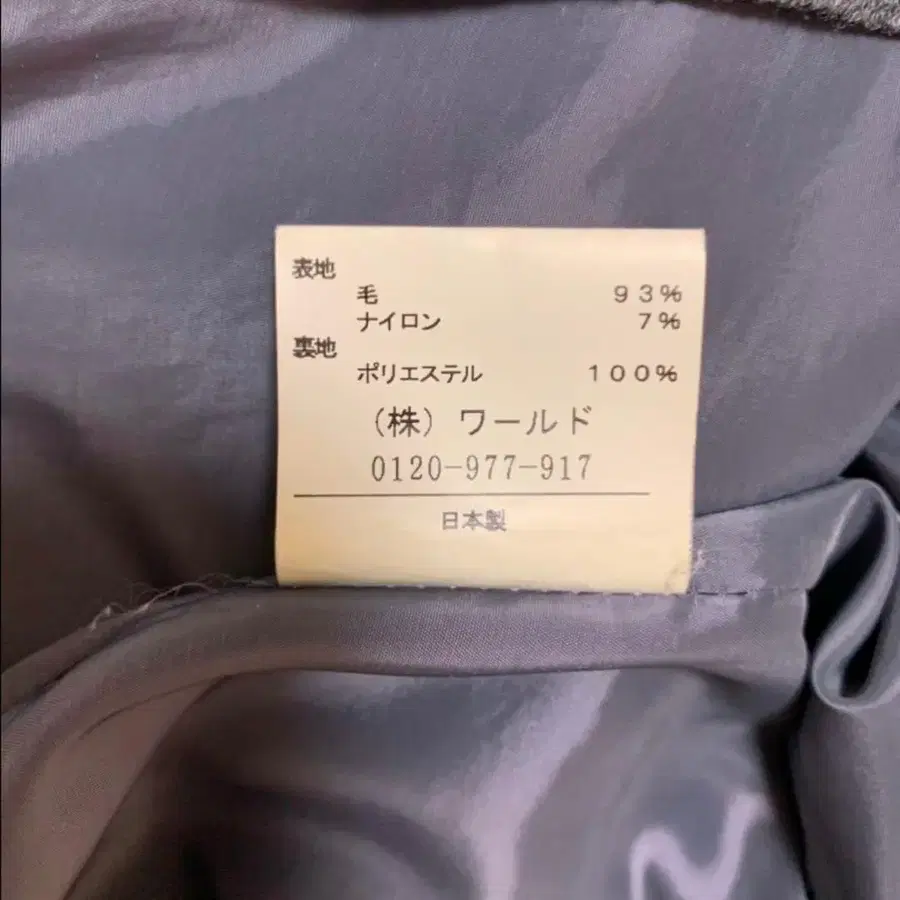 表地
毛 93%
ナイロン 7%
裏地
ポリエステル 100%
(株) ワールド
0120-977-917
日本製